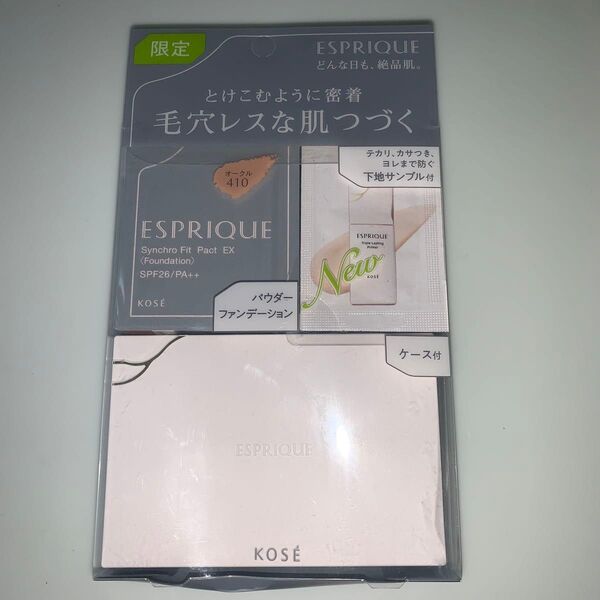 限定
ESPRIQUE
どんな日も、絶品肌。
とけこむように密着
毛穴レスな肌つづく
オークル
410
ESPRIQUE
Synchro Fit Pact EX
〈Foundation〉
SPF26/PA++
KOSÉ
パウダー
ファンデーション
テカリ、カサつき、
ヨレまで防ぐ
下地サンプル付
ESPRIQUE
Triple Lasting
Primer
KOSÉ
New
ケース付
ESPRIQUE
KOSÉ